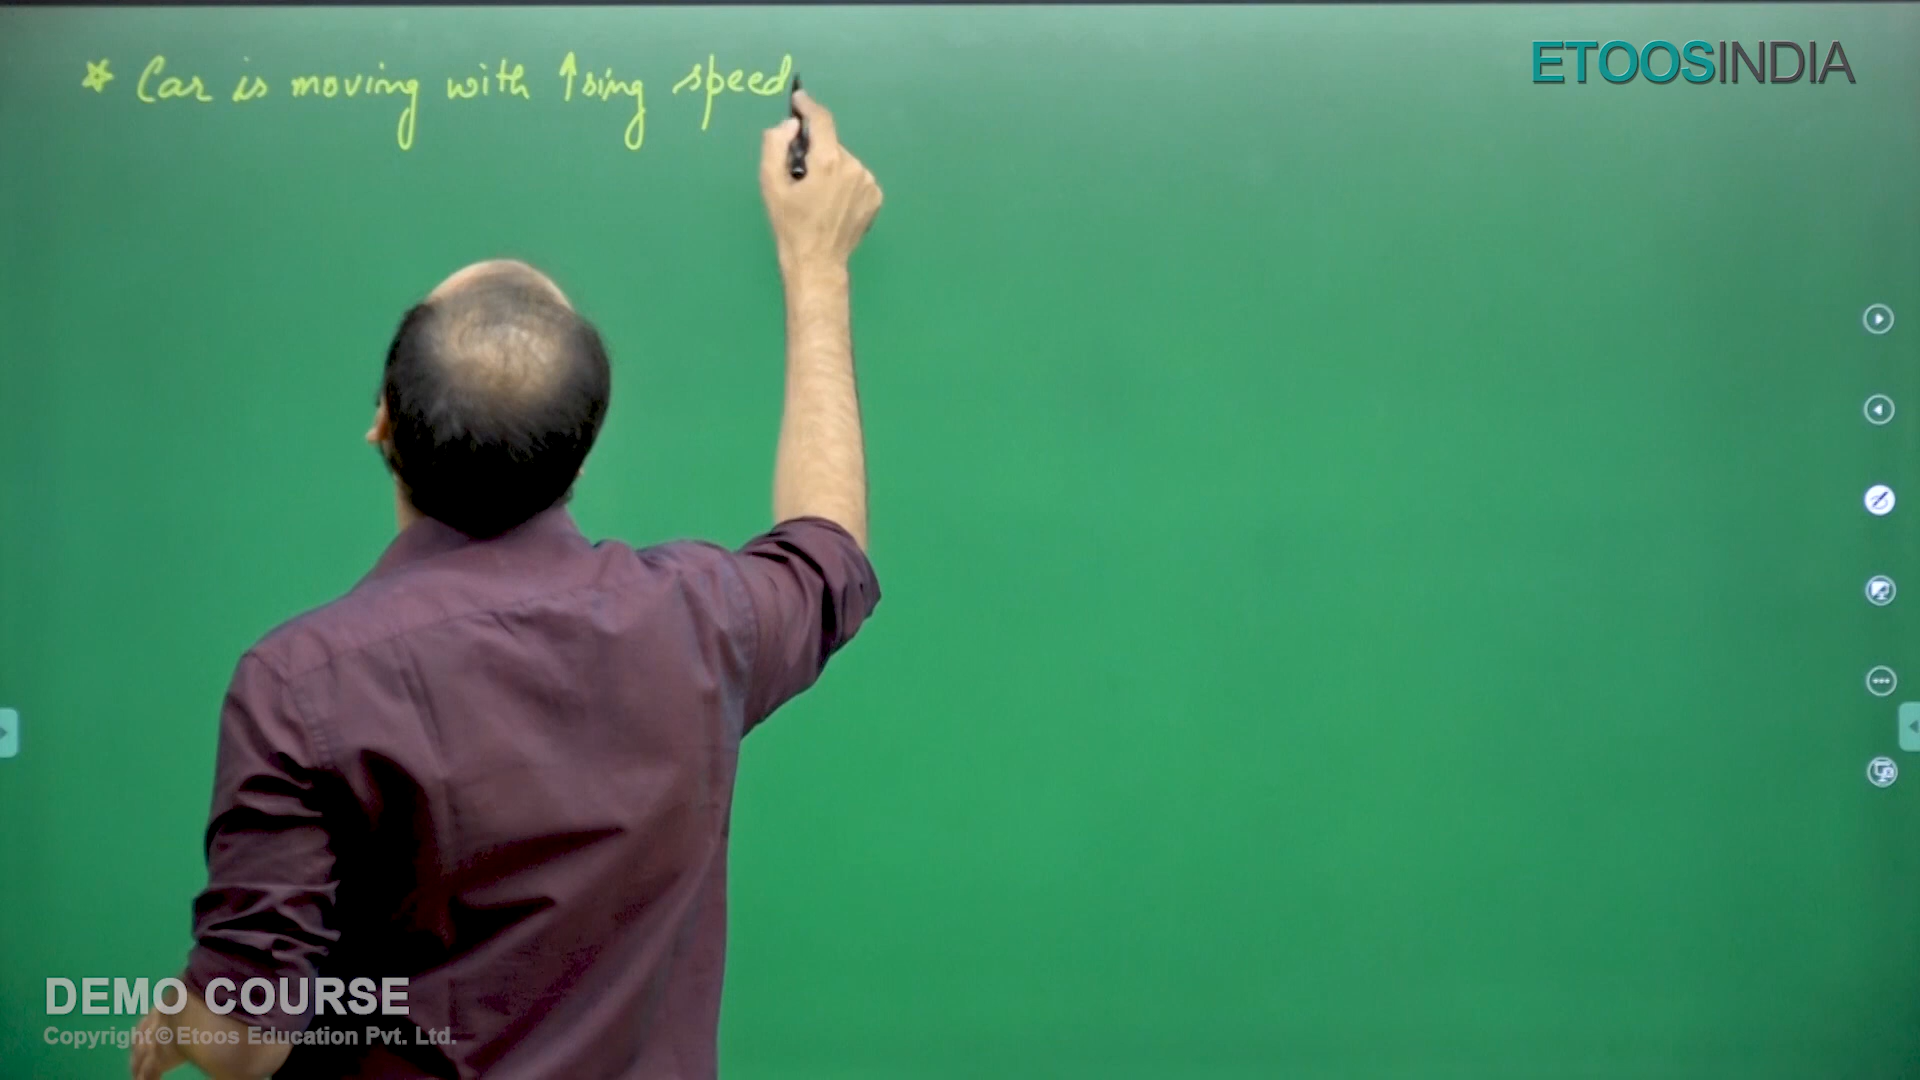 * Car is moving with ↑sing speed
ETOOSINDIA
DEMO COURSE
Copyright©Etoos Education Pvt. Ltd.